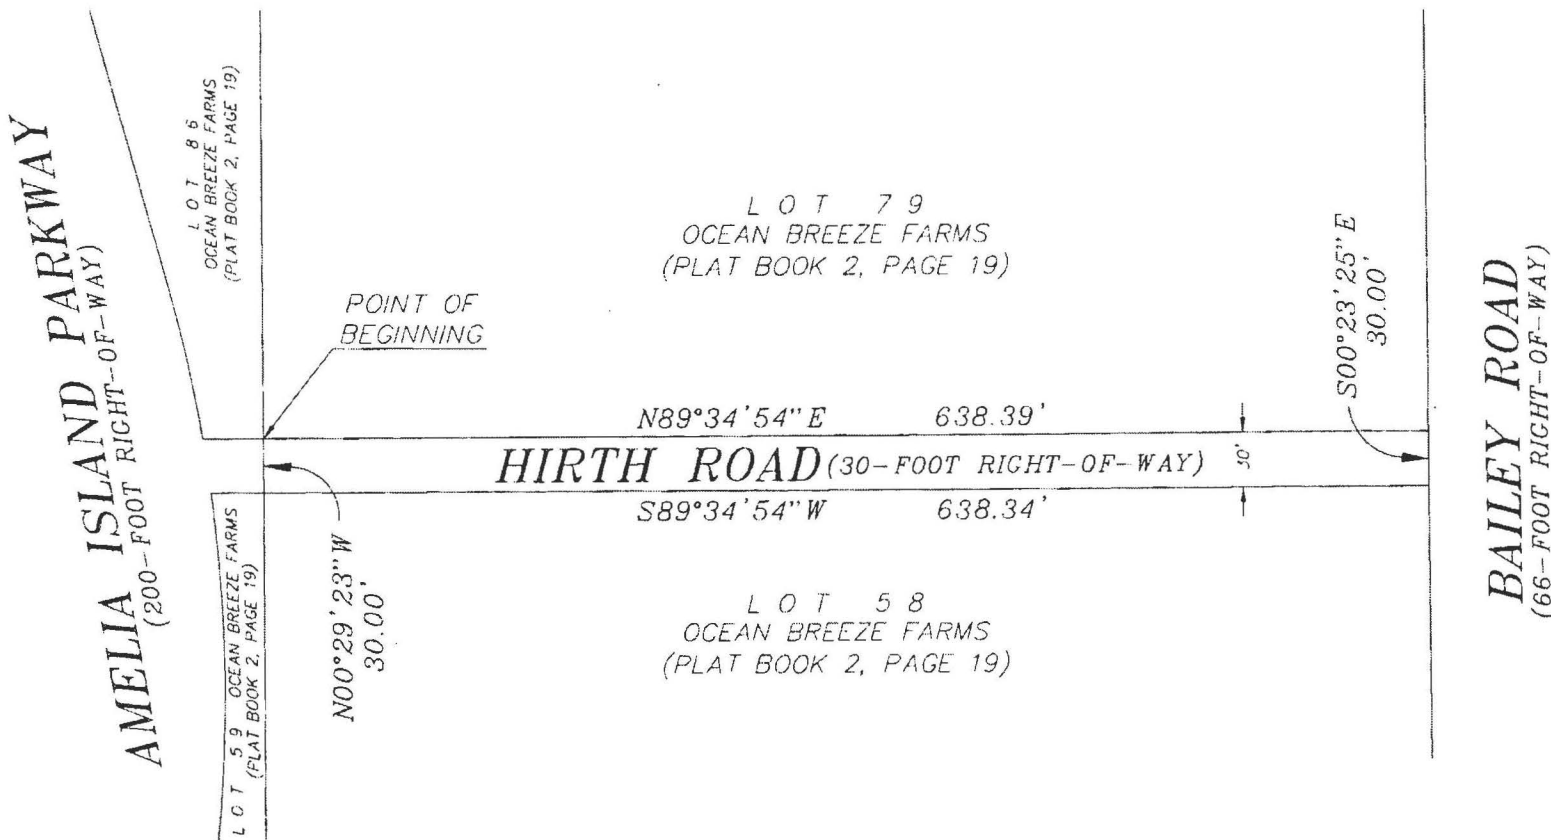 AMELIA ISLAND PARKWAY
(200-FOOT RIGHT-OF-WAY)
LOT 86
OCEAN BREEZE FARMS
(PLAT BOOK 2, PAGE 19)
LOT 79
OCEAN BREEZE FARMS
(PLAT BOOK 2, PAGE 19)
POINT OF
BEGINNING
S00°23'25"E
30.00'
BAILEY ROAD
(66-FOOT RIGHT-OF-WAY)
N89°34'54"E 638.39'
HIRTH ROAD (30-FOOT RIGHT-OF-WAY)
30'
S89°34'54"W 638.34'
N00°29'23"W
30.00'
LOT 59 OCEAN BREEZE FARMS
(PLAT BOOK 2, PAGE 19)
LOT 58
OCEAN BREEZE FARMS
(PLAT BOOK 2, PAGE 19)